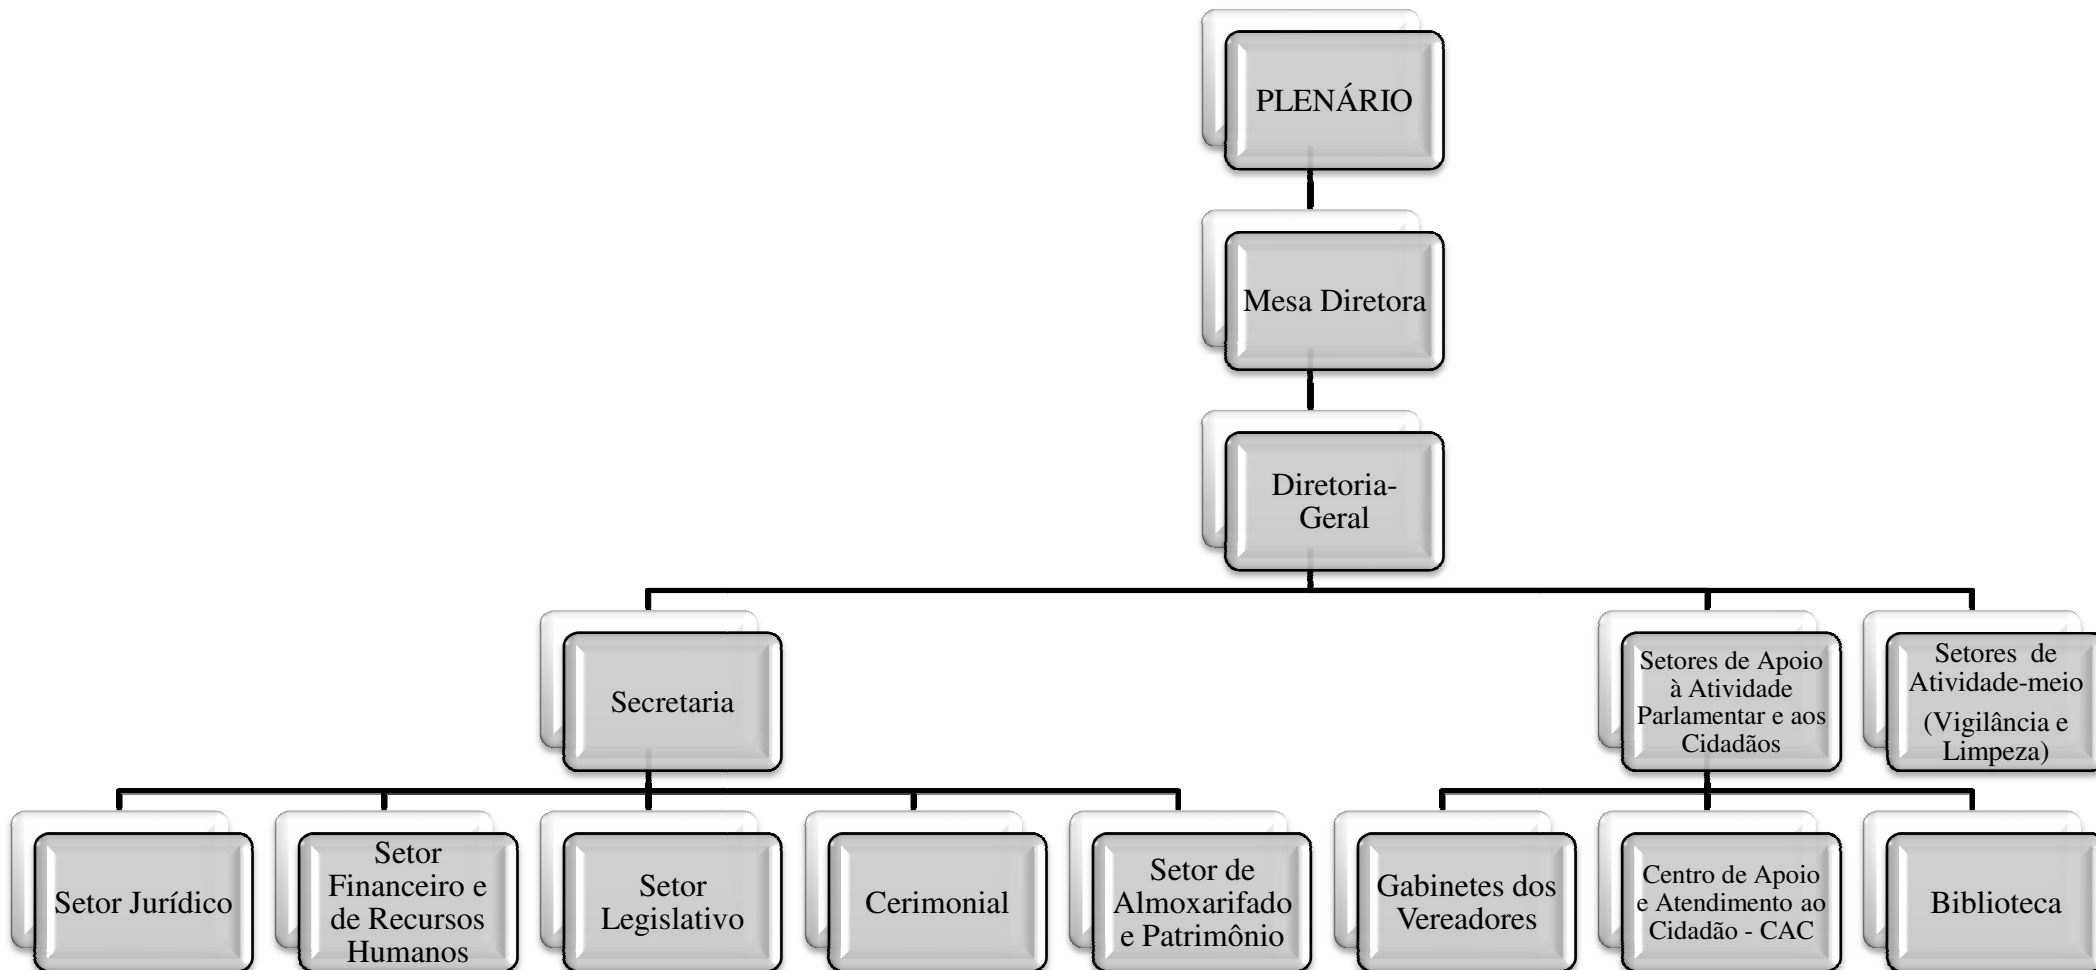 PLENÁRIO
Mesa Diretora
Diretoria-
Geral
Secretaria
Setores de Apoio
à Atividade
Parlamentar e aos
Cidadãos
Setores de
Atividade-meio
(Vigilância e
Limpeza)
Setor Jurídico
Setor
Financeiro e
de Recursos
Humanos
Setor
Legislativo
Cerimonial
Setor de
Almoxarifado
e Patrimônio
Gabinetes dos
Vereadores
Centro de Apoio
e Atendimento ao
Cidadão - CAC
Biblioteca